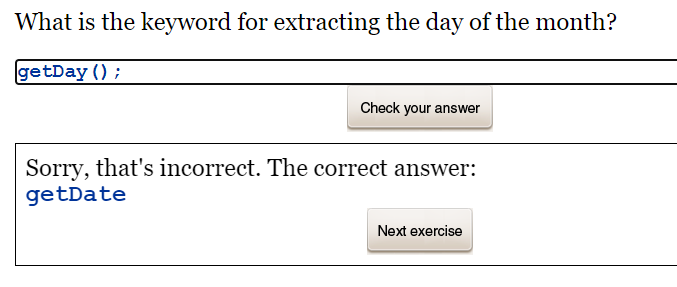 What is the keyword for extracting the day of the month?
getDay();
Check your answer
Sorry, that's incorrect. The correct answer:
getDate
Next exercise